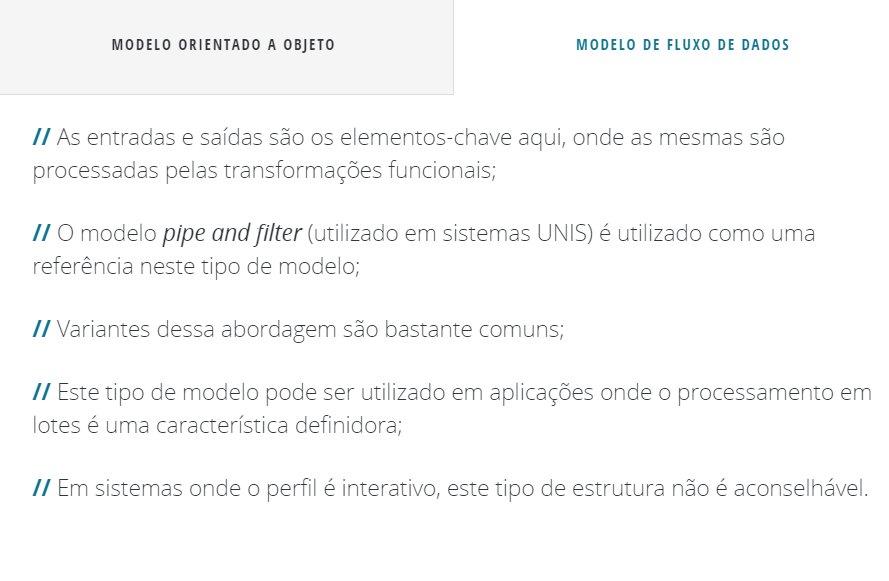 MODELO ORIENTADO A OBJETO
MODELO DE FLUXO DE DADOS
// As entradas e saídas são os elementos-chave aqui, onde as mesmas são
processadas pelas transformações funcionais;
// O modelo pipe and filter (utilizado em sistemas UNIS) é utilizado como uma
referência neste tipo de modelo;
// Variantes dessa abordagem são bastante comuns;
// Este tipo de modelo pode ser utilizado em aplicações onde o processamento em
lotes é uma característica definidora;
// Em sistemas onde o perfil é interativo, este tipo de estrutura não é aconselhável.